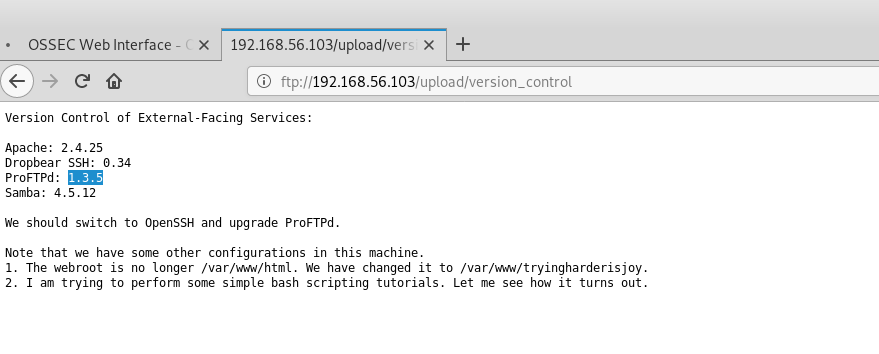 OSSEC Web Interface - O
192.168.56.103/upload/versi
ftp://192.168.56.103/upload/version_control
Version Control of External-Facing Services:
Apache: 2.4.25
Dropbear SSH: 0.34
ProFTPd: 1.3.5
Samba: 4.5.12
We should switch to OpenSSH and upgrade ProFTPd.
Note that we have some other configurations in this machine.
1. The webroot is no longer /var/www/html. We have changed it to /var/www/tryingharderisjoy.
2. I am trying to perform some simple bash scripting tutorials. Let me see how it turns out.